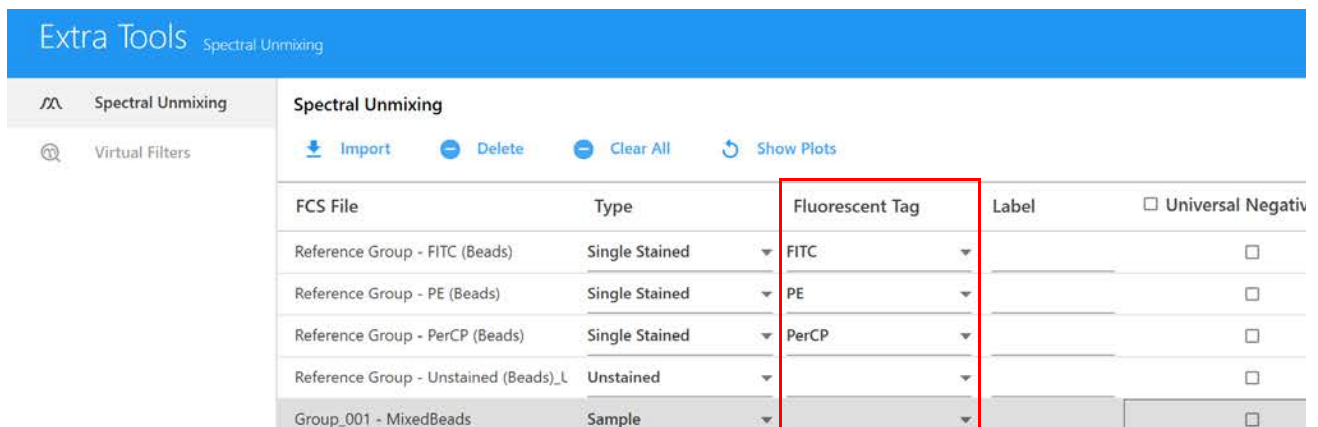 Extra Tools Spectral Unmixing
Spectral Unmixing
Virtual Filters
Spectral Unmixing
Import Delete Clear All Show Plots
FCS File Type Fluorescent Tag Label Universal Negativ
Reference Group - FITC (Beads) Single Stained FITC
Reference Group - PE (Beads) Single Stained PE
Reference Group - PerCP (Beads) Single Stained PerCP
Reference Group - Unstained (Beads)_U Unstained
Group_001 - MixedBeads Sample